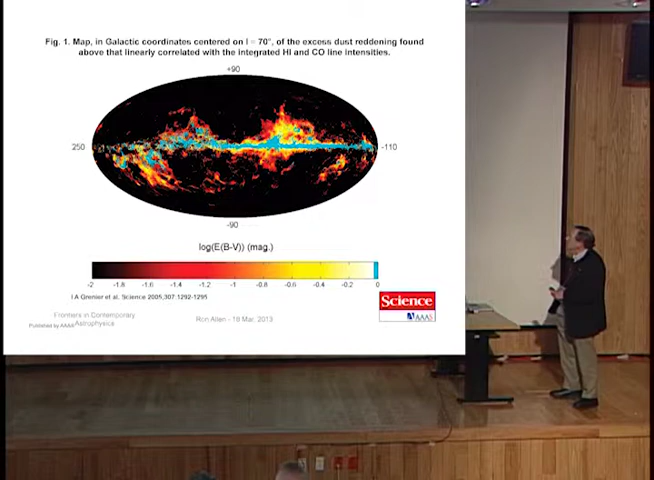 Fig. 1. Map, in Galactic coordinates centered on l = 70°, of the excess dust reddening found
above that linearly correlated with the integrated HI and CO line intensities.
+90
250
-110
-90
log(E(B-V)) (mag.)
-2 -1.8 -1.6 -1.4 -1.2 -1 -0.8 -0.6 -0.4 -0.2 0
I A Grenier et al. Science 2005;307:1292-1295
Science
AAAS
Frontiers in Contemporary
Astrophysics
Ron Allen - 18 Mar, 2013
Published by AAAS